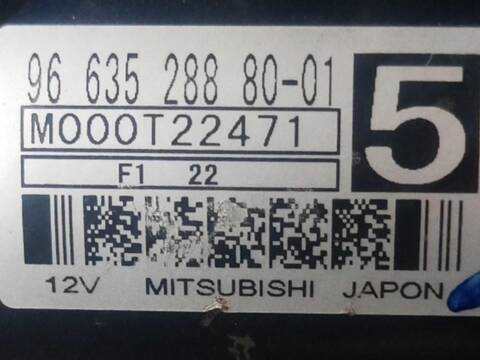 96 635 288 80-01
5
M000T22471
F1 22
12V MITSUBISHI JAPON